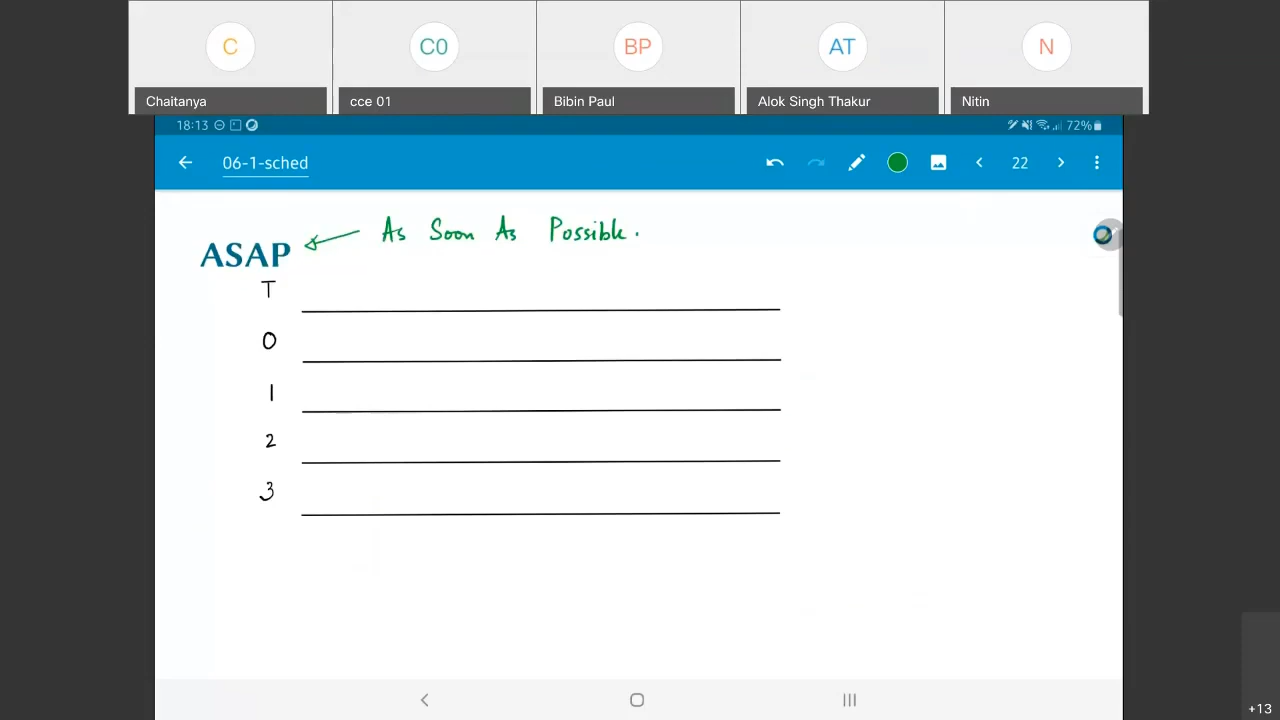 C C0 BP AT N
Chaitanya cce 01 Bibin Paul Alok Singh Thakur Nitin
18:13 72%
06-1-sched 22
As Soon As Possible.
ASAP
T
0
1
2
3
+13